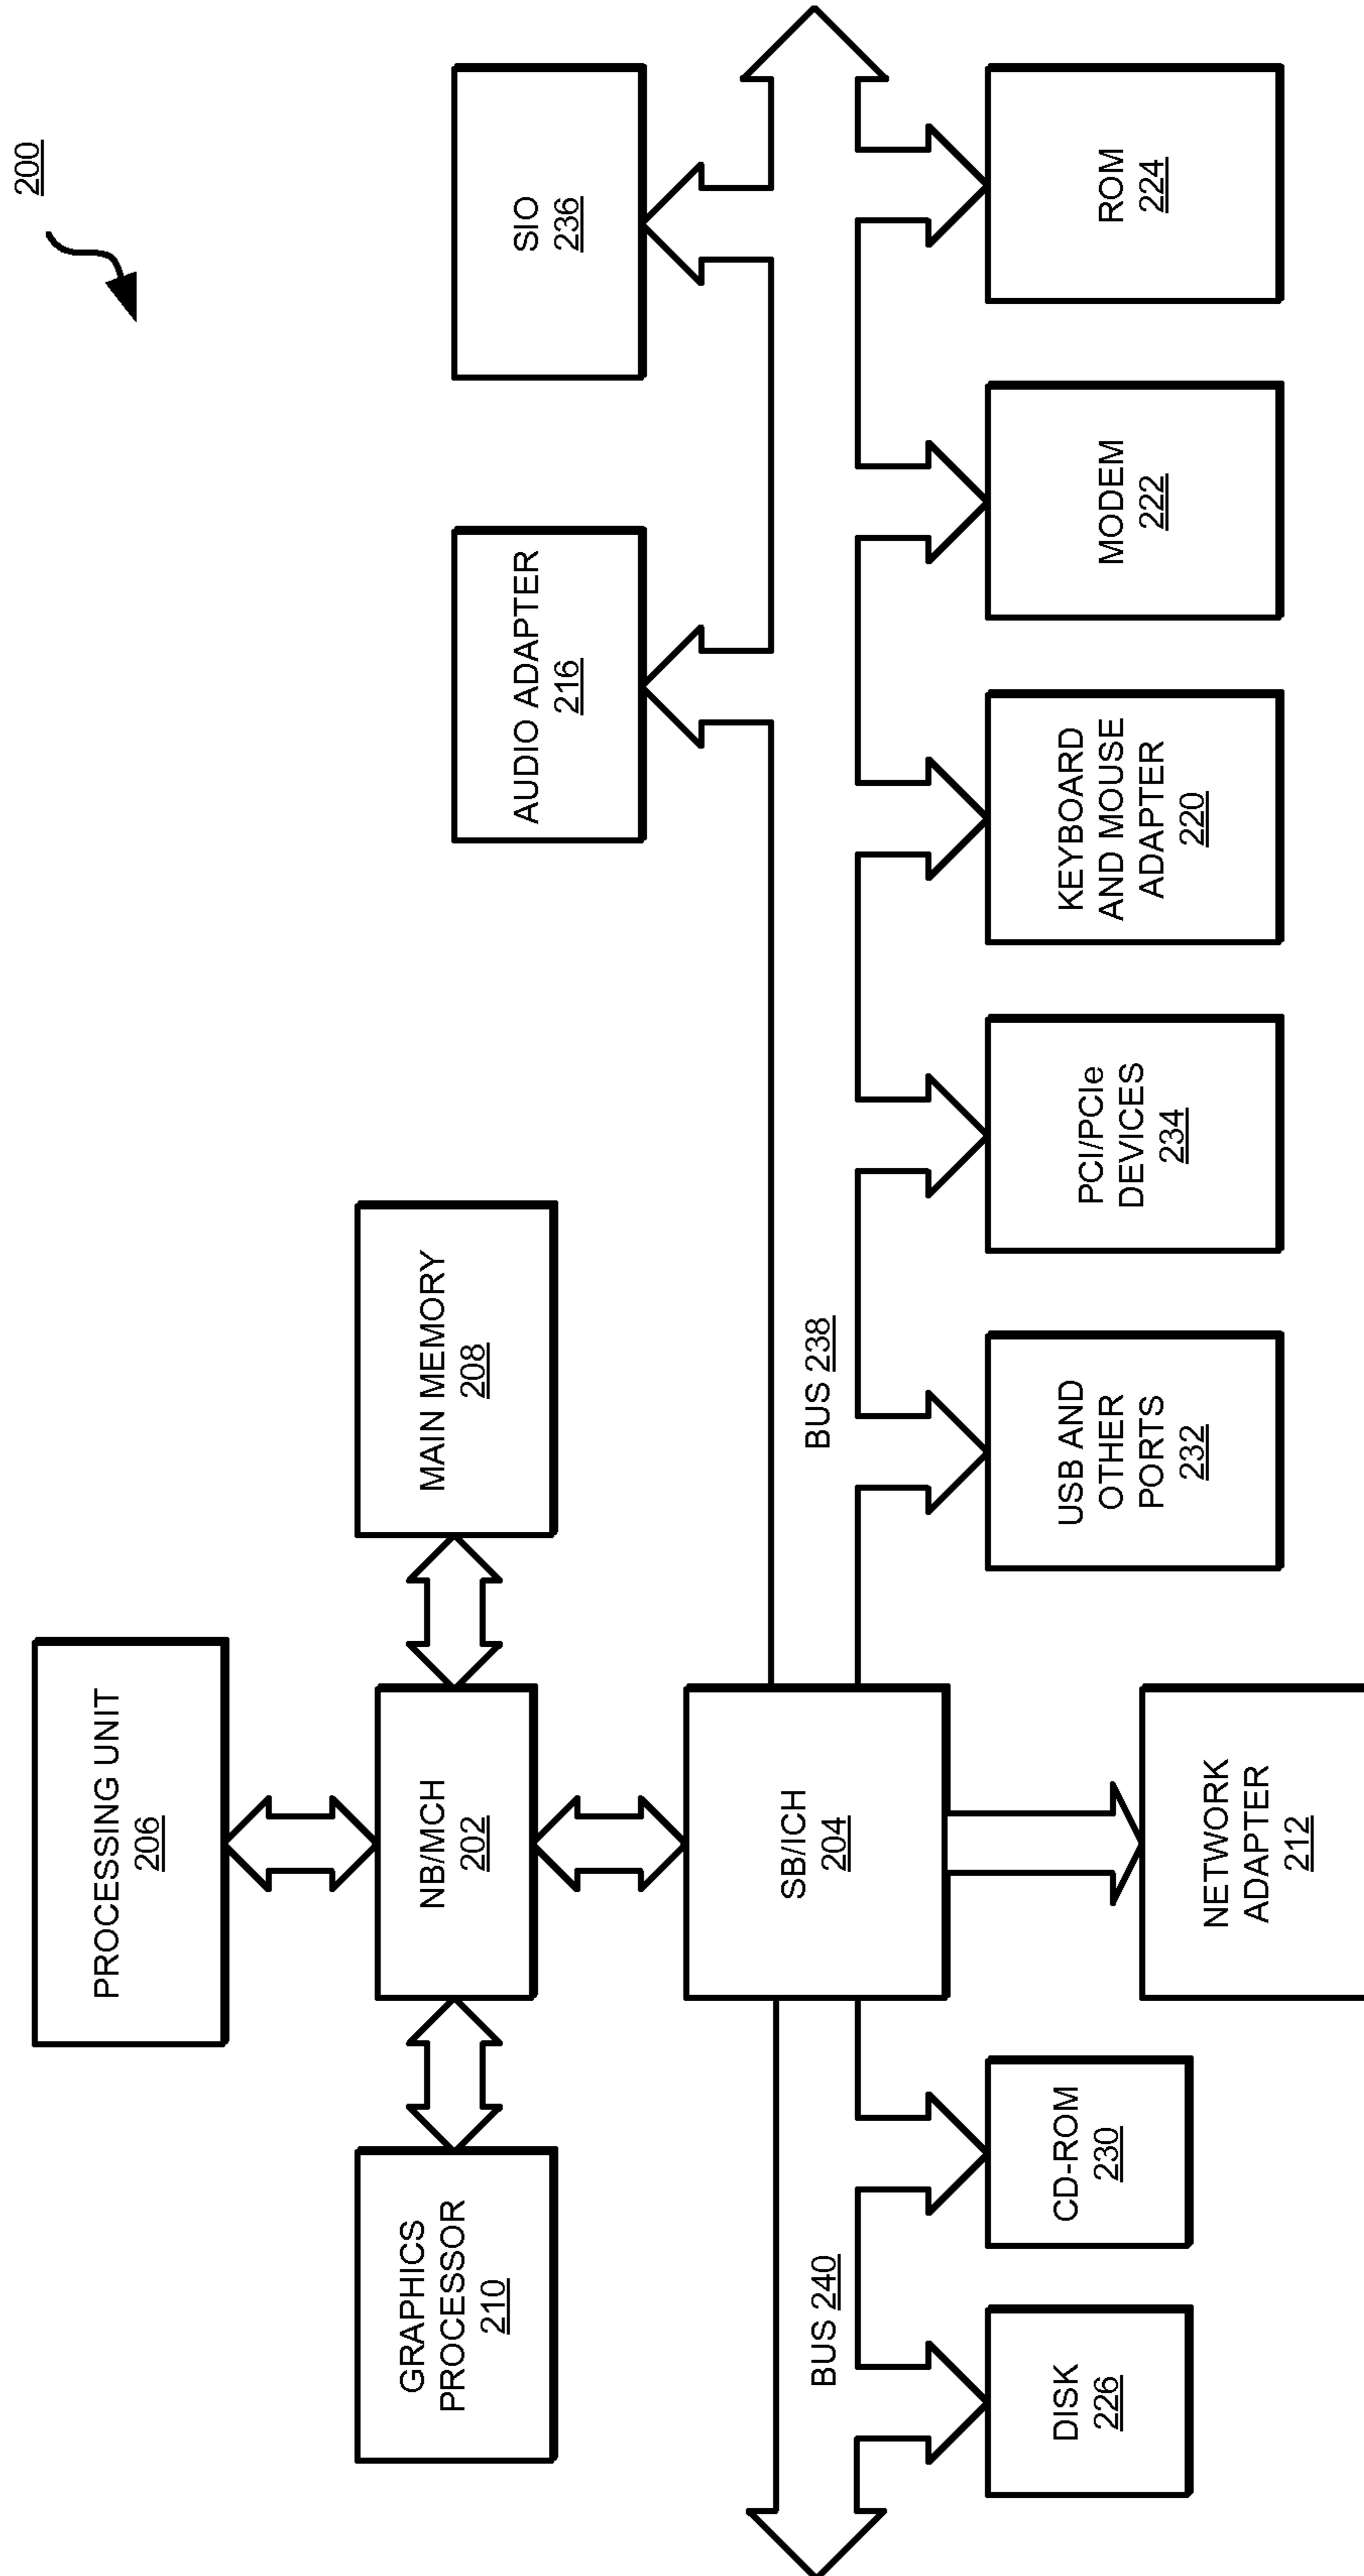 200
PROCESSING UNIT
206
GRAPHICS
PROCESSOR
210
NB/MCH
202
MAIN MEMORY
208
AUDIO ADAPTER
216
SIO
236
SB/ICH
204
BUS 240
BUS 238
DISK
226
CD-ROM
230
USB AND
OTHER
PORTS
232
PCI/PCIe
DEVICES
234
KEYBOARD
AND MOUSE
ADAPTER
220
MODEM
222
ROM
224
NETWORK
ADAPTER
212